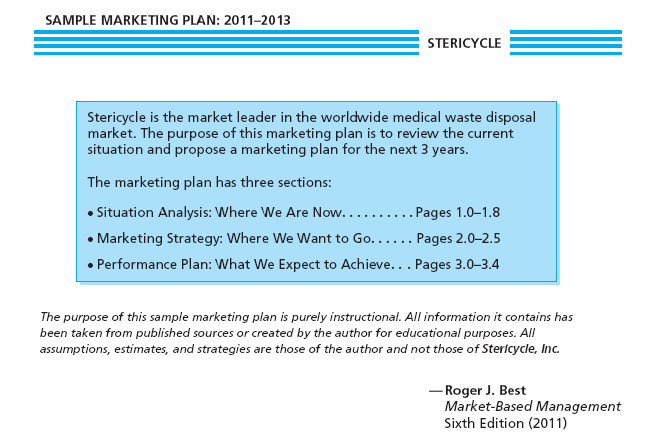 SAMPLE MARKETING PLAN: 2011–2013
STERICYCLE
Stericycle is the market leader in the worldwide medical waste disposal
market. The purpose of this marketing plan is to review the current
situation and propose a marketing plan for the next 3 years.
The marketing plan has three sections:
• Situation Analysis: Where We Are Now. . . . . . . . . . Pages 1.0–1.8
• Marketing Strategy: Where We Want to Go. . . . . . Pages 2.0–2.5
• Performance Plan: What We Expect to Achieve. . . Pages 3.0–3.4
The purpose of this sample marketing plan is purely instructional. All information it contains has
been taken from published sources or created by the author for educational purposes. All
assumptions, estimates, and strategies are those of the author and not those of Stericycle, Inc.
—Roger J. Best
Market-Based Management
Sixth Edition (2011)